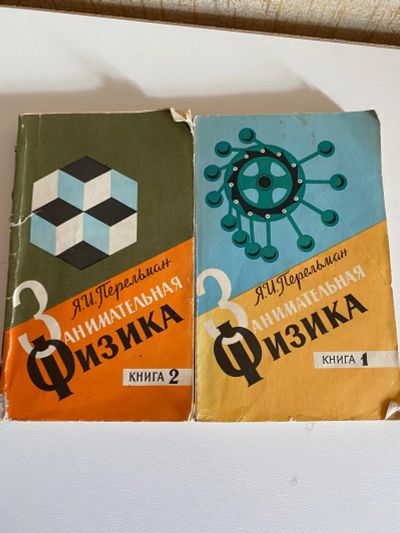 Я.И.Перельман
Занимательная
Физика
КНИГА 2
Я.И.Перельман
Занимательная
Физика
КНИГА 1